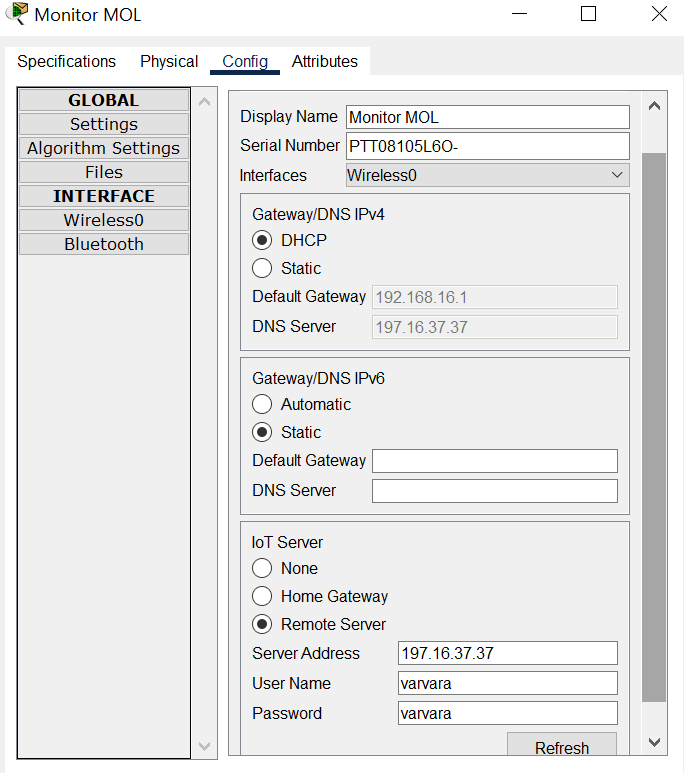 Monitor MOL
Specifications Physical Config Attributes
GLOBAL
Settings
Algorithm Settings
Files
INTERFACE
Wireless0
Bluetooth
Display Name Monitor MOL
Serial Number PTT08105L6O-
Interfaces Wireless0
Gateway/DNS IPv4
DHCP
Static
Default Gateway 192.168.16.1
DNS Server 197.16.37.37
Gateway/DNS IPv6
Automatic
Static
Default Gateway
DNS Server
IoT Server
None
Home Gateway
Remote Server
Server Address 197.16.37.37
User Name varvara
Password varvara
Refresh